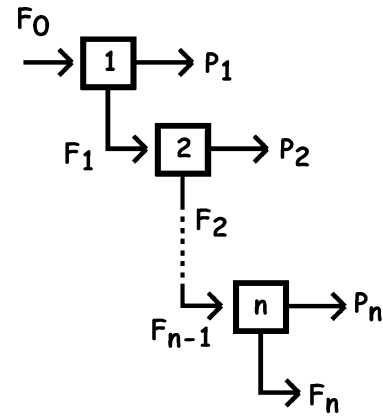 F₀
1 P₁
F₁ 2 P₂
F₂
n Pₙ
Fₙ₋₁
Fₙ